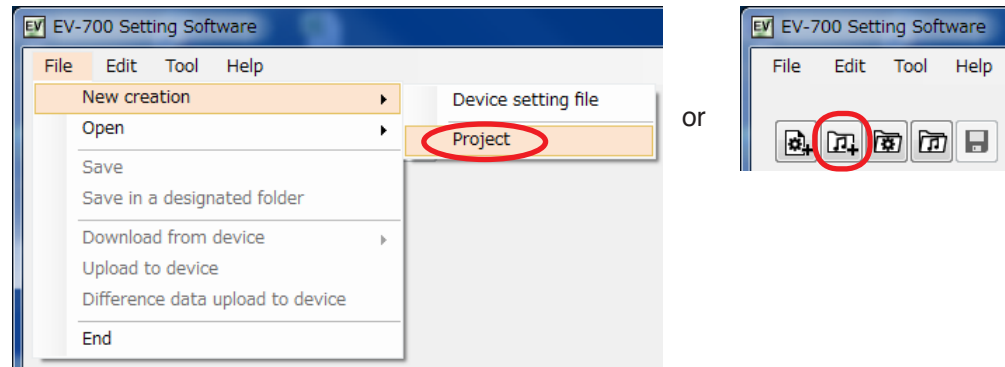 EV EV-700 Setting Software
File Edit Tool Help
New creation
Device setting file
Open
Project
Save
Save in a designated folder
Download from device
Upload to device
Difference data upload to device
End
or
EV EV-700 Setting Software
File Edit Tool Help